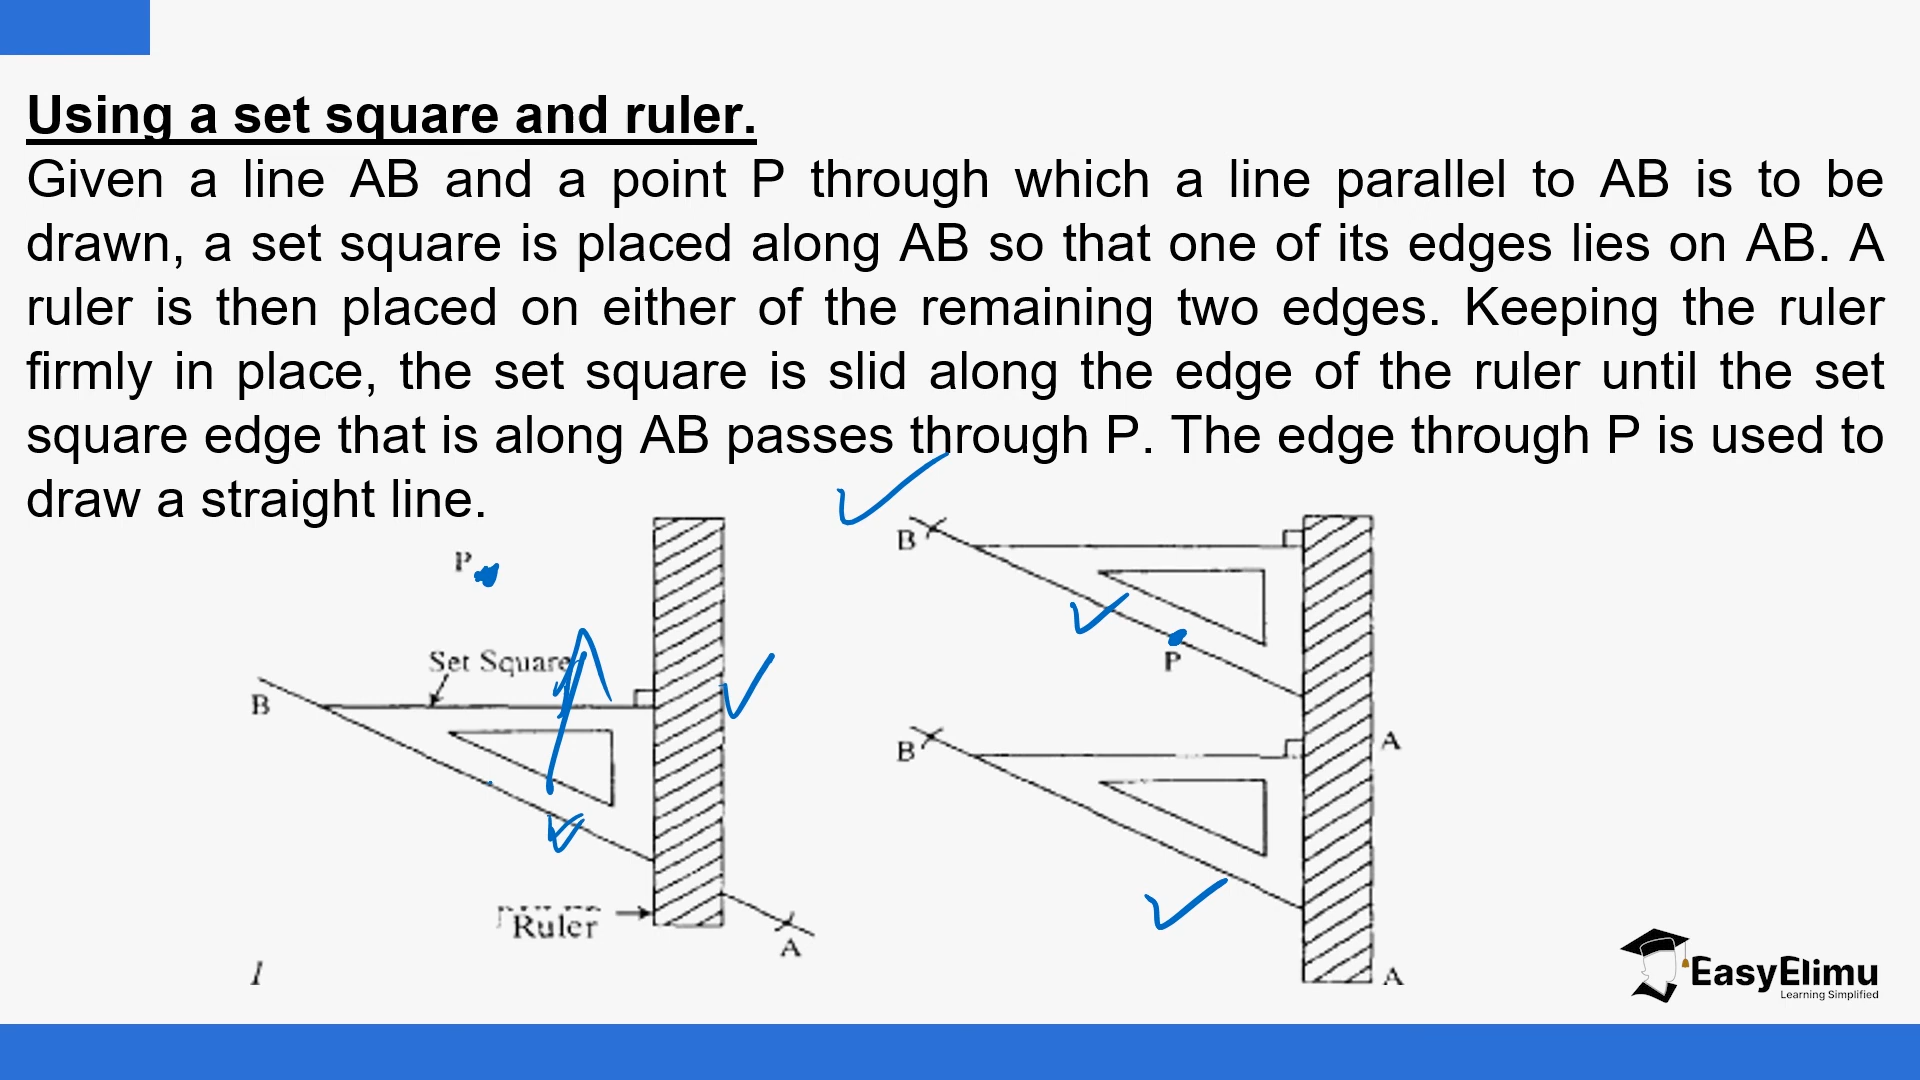 Using a set square and ruler.
Given a line AB and a point P through which a line parallel to AB is to be
drawn, a set square is placed along AB so that one of its edges lies on AB. A
ruler is then placed on either of the remaining two edges. Keeping the ruler
firmly in place, the set square is slid along the edge of the ruler until the set
square edge that is along AB passes through P. The edge through P is used to
draw a straight line.
P
Set Square
B
Ruler
A
1
B
P
A
B
A
EasyElimu
Learning Simplified